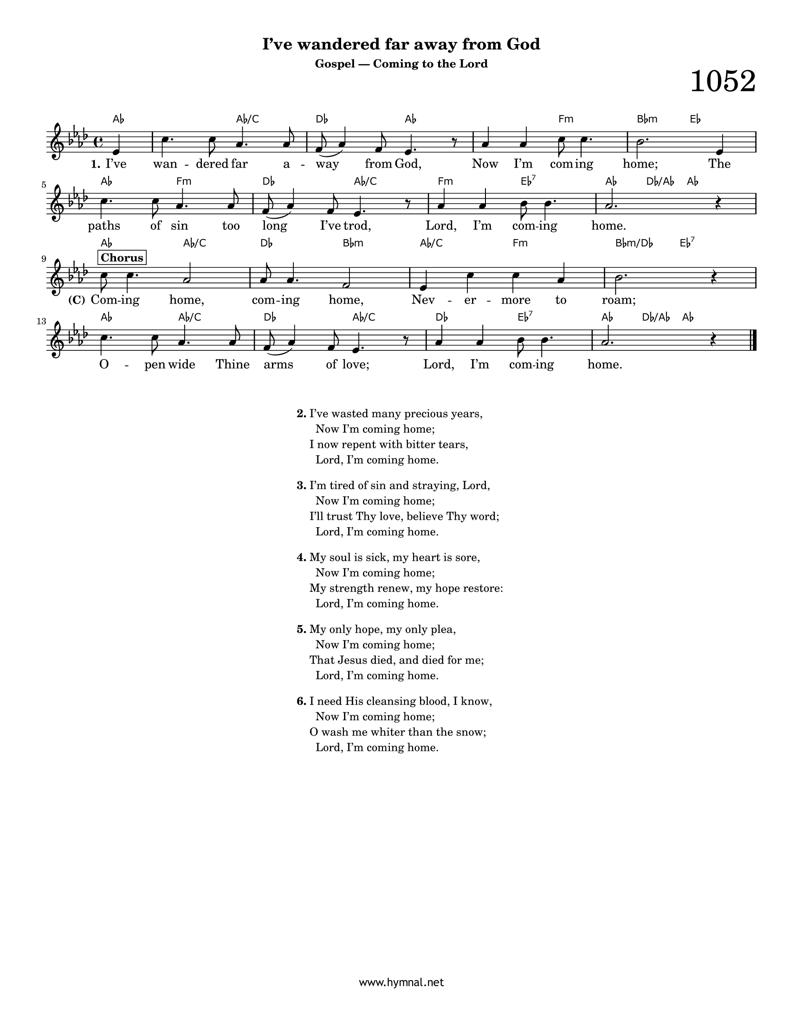 I've wandered far away from God
Gospel — Coming to the Lord
1052
A♭ A♭/C D♭ A♭ Fm B♭m E♭
1. I've wan - dered far a - way from God, Now I'm coming home; The
5
A♭ Fm D♭ A♭/C Fm E♭7 A♭ D♭/A♭ A♭
paths of sin too long I've trod, Lord, I'm com-ing home.
A♭ A♭/C D♭ B♭m A♭/C Fm B♭m/D♭ E♭7
9 Chorus
(C) Com-ing home, com-ing home, Nev - er - more to roam;
13
A♭ A♭/C D♭ A♭/C D♭ E♭7 A♭ D♭/A♭ A♭
O - pen wide Thine arms of love; Lord, I'm com-ing home.
2. I've wasted many precious years,
Now I'm coming home;
I now repent with bitter tears,
Lord, I'm coming home.
3. I'm tired of sin and straying, Lord,
Now I'm coming home;
I'll trust Thy love, believe Thy word;
Lord, I'm coming home.
4. My soul is sick, my heart is sore,
Now I'm coming home;
My strength renew, my hope restore:
Lord, I'm coming home.
5. My only hope, my only plea,
Now I'm coming home;
That Jesus died, and died for me;
Lord, I'm coming home.
6. I need His cleansing blood, I know,
Now I'm coming home;
O wash me whiter than the snow;
Lord, I'm coming home.
www.hymnal.net